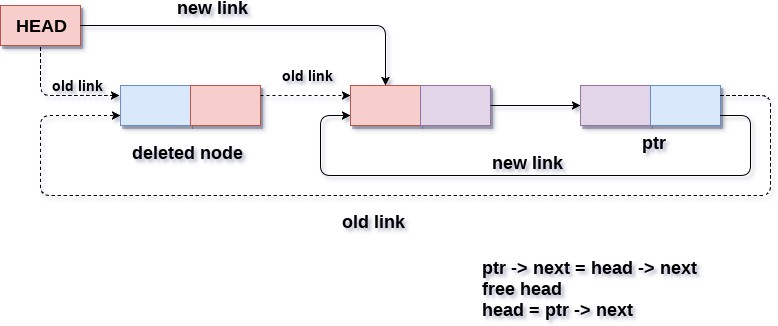 new link
HEAD
old link
old link
deleted node
ptr
new link
old link
ptr -> next = head -> next
free head
head = ptr -> next